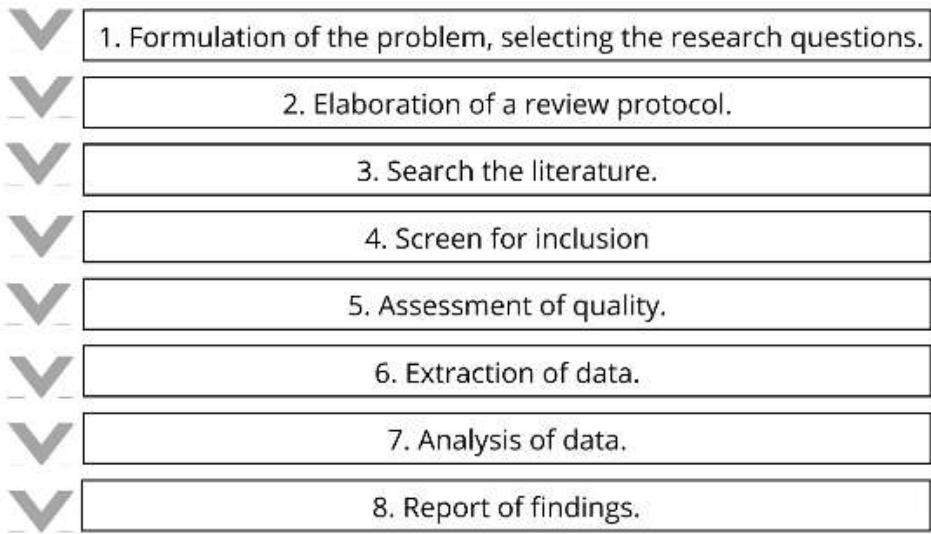 1. Formulation of the problem, selecting the research questions.
2. Elaboration of a review protocol.
3. Search the literature.
4. Screen for inclusion
5. Assessment of quality.
6. Extraction of data.
7. Analysis of data.
8. Report of findings.